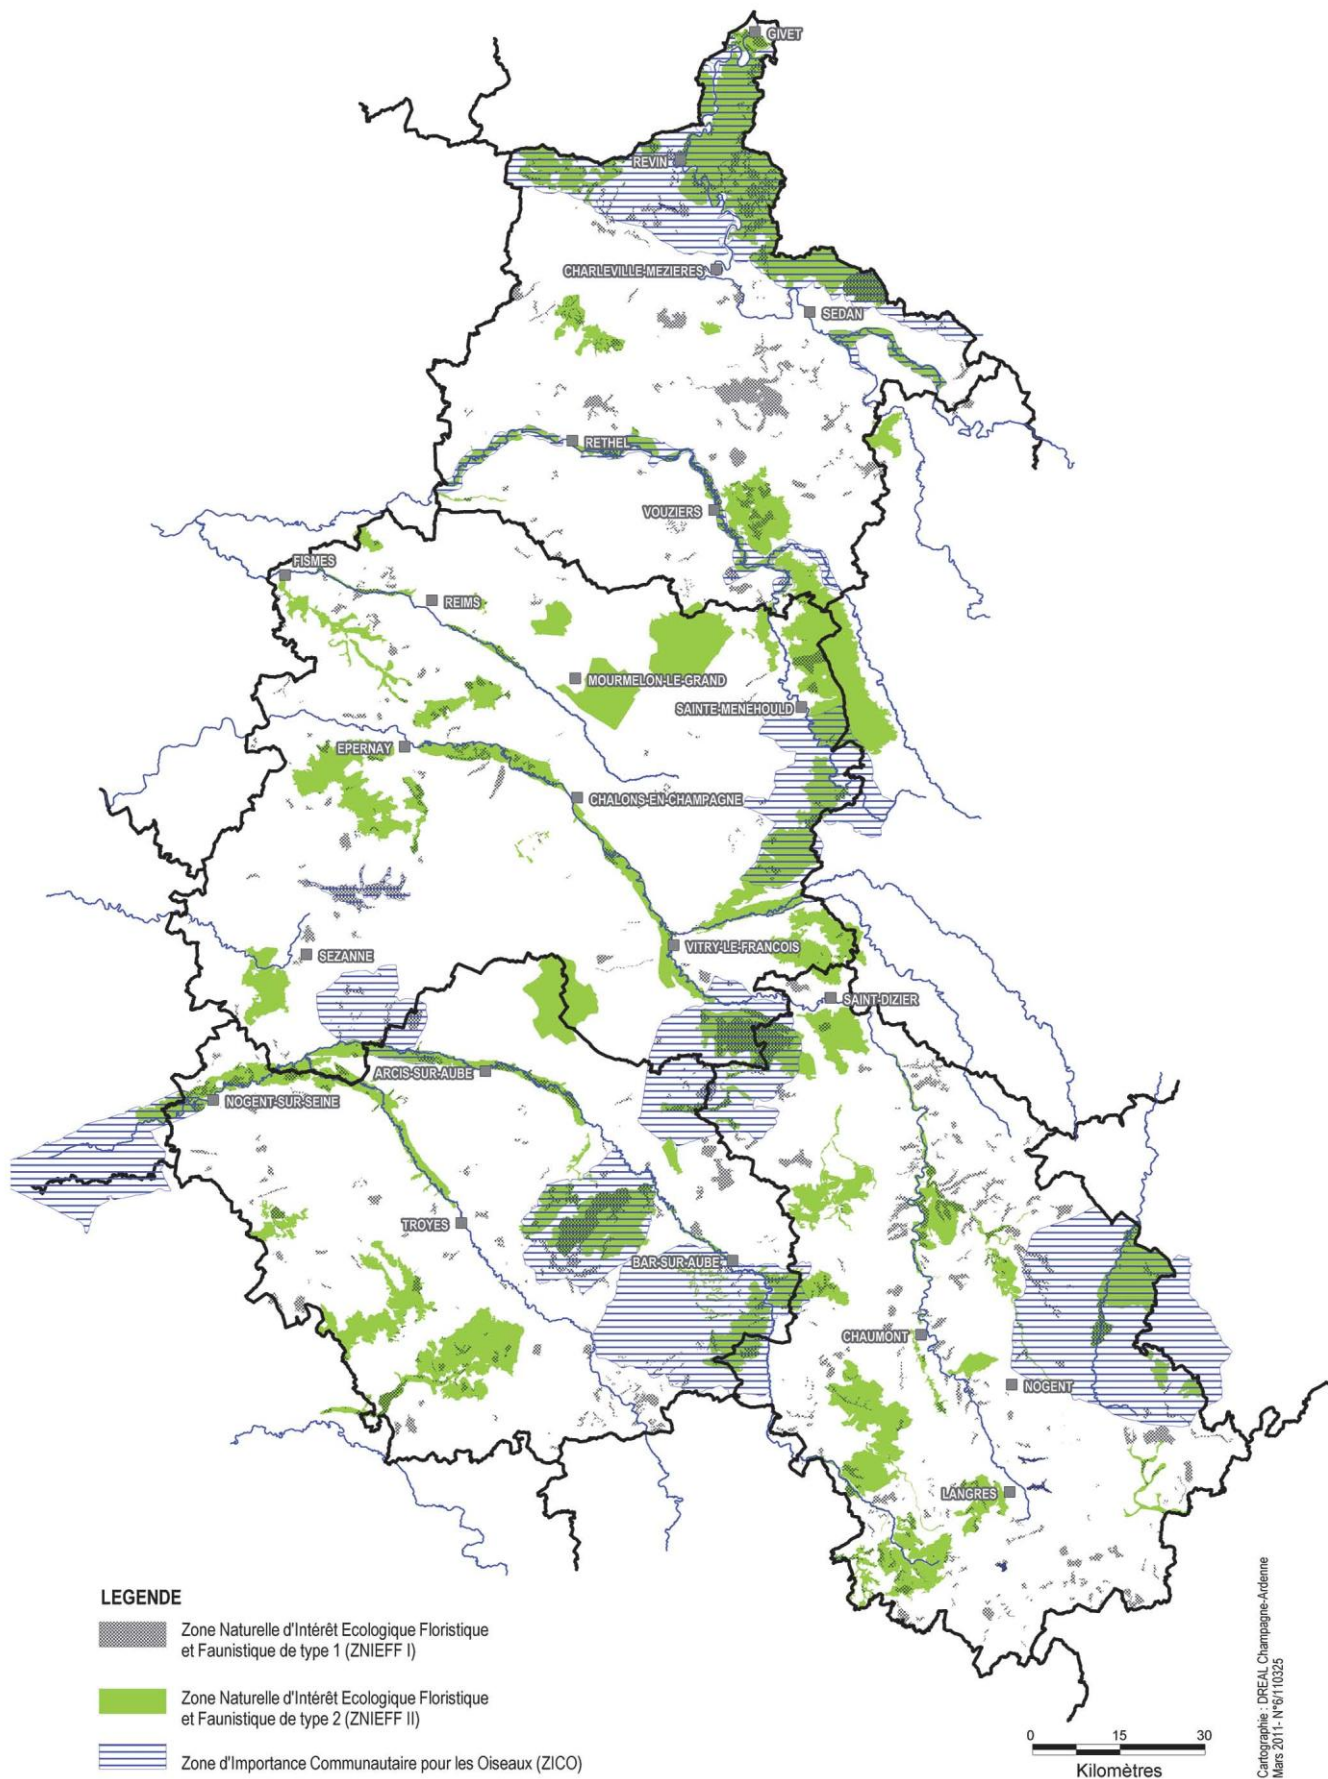 GIVET
REVIN
CHARLEVILLE-MEZIERES
SEDAN
RETHEL
VOUZIERS
FISMES
REIMS
MOURMELON-LE-GRAND
SAINTE-MENEHOULD
EPERNAY
CHALONS-EN-CHAMPAGNE
VITRY-LE-FRANCOIS
SEZANNE
SAINT-DIZIER
ARCIS-SUR-AUBE
NOGENT-SUR-SEINE
TROYES
BAR-SUR-AUBE
CHAUMONT
NOGENT
LANGRES
LEGENDE
Zone Naturelle d'Intérêt Ecologique Floristique
et Faunistique de type 1 (ZNIEFF I)
Zone Naturelle d'Intérêt Ecologique Floristique
et Faunistique de type 2 (ZNIEFF II)
Zone d'Importance Communautaire pour les Oiseaux (ZICO)
0 15 30
Kilomètres
Cartographie : DREAL Champagne-Ardenne
Mars 2011- N°6/110325